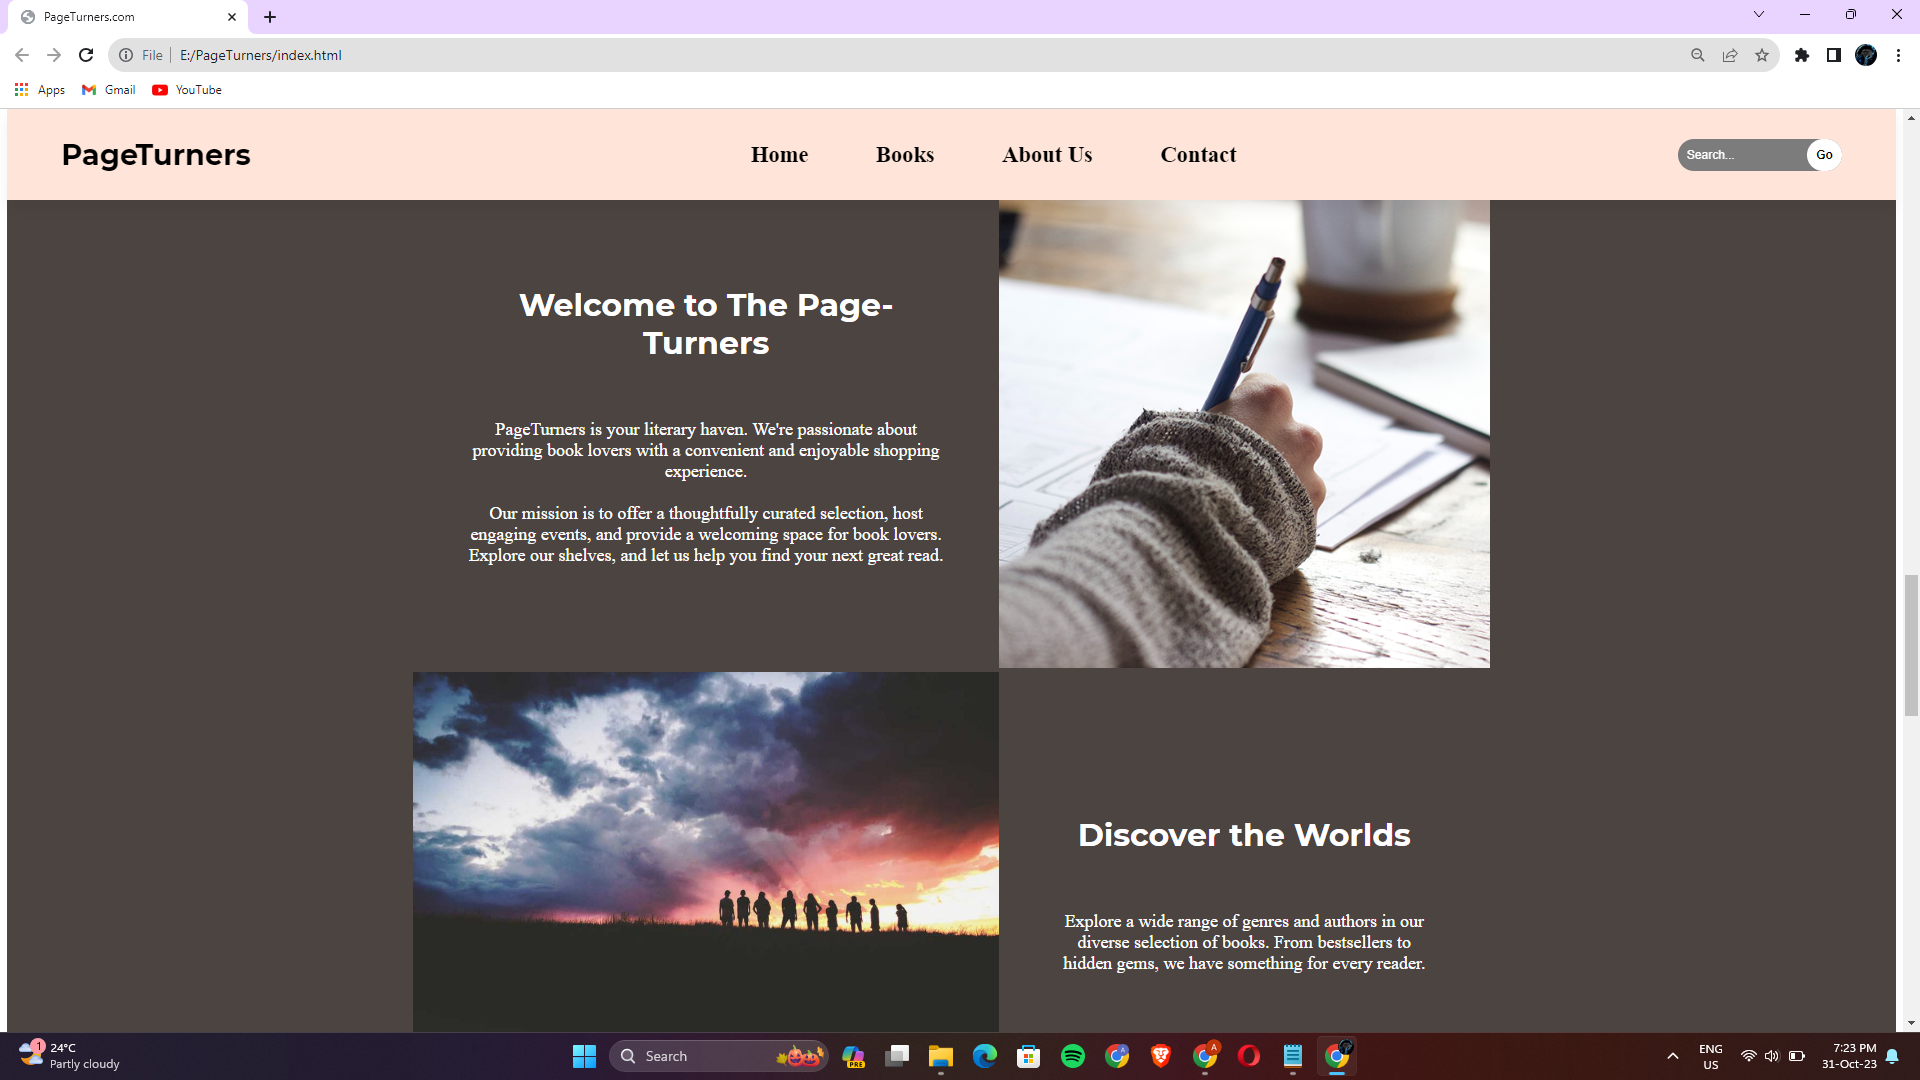 PageTurners.com
File
E:/PageTurners/index.html
Apps
Gmail
YouTube
PageTurners
Home
Books
About Us
Contact
Search...
Go
Welcome to The Page-
Turners
PageTurners is your literary haven. We're passionate about
providing book lovers with a convenient and enjoyable shopping
experience.
Our mission is to offer a thoughtfully curated selection, host
engaging events, and provide a welcoming space for book lovers.
Explore our shelves, and let us help you find your next great read.
Discover the Worlds
Explore a wide range of genres and authors in our
diverse selection of books. From bestsellers to
hidden gems, we have something for every reader.
1
24°C
Partly cloudy
Search
PRE
A
ENG
US
7:23 PM
31-Oct-23